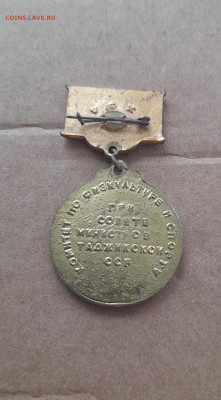 COINS.LAVE.RU
КОМИТЕТ ПО ФИЗКУЛЬТУРЕ И СПОРТУ
ПРИ
СОВЕТЕ
МИНИСТРОВ
ТАДЖИКСКОЙ
ССР